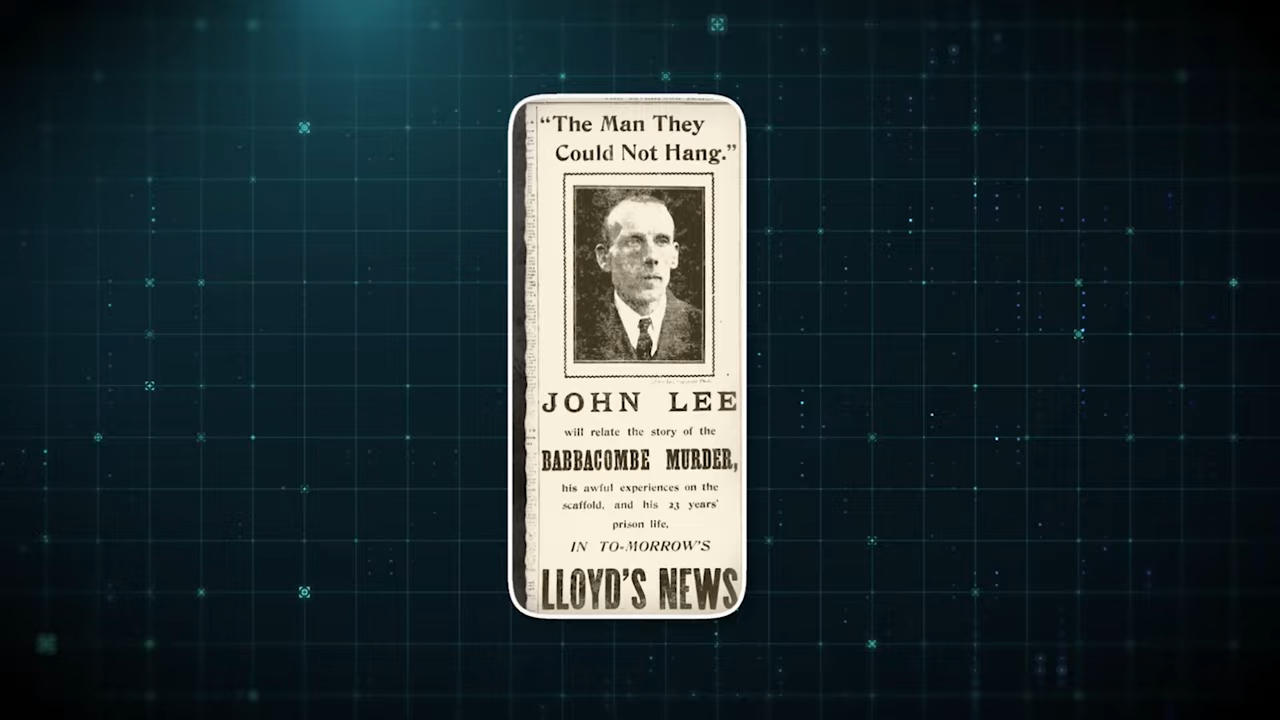 “The Man They
Could Not Hang.”
JOHN LEE
will relate the story of the
BABBACOMBE MURDER,
his awful experiences on the
scaffold, and his 23 years’
prison life,
IN TO-MORROW’S
LLOYD’S NEWS